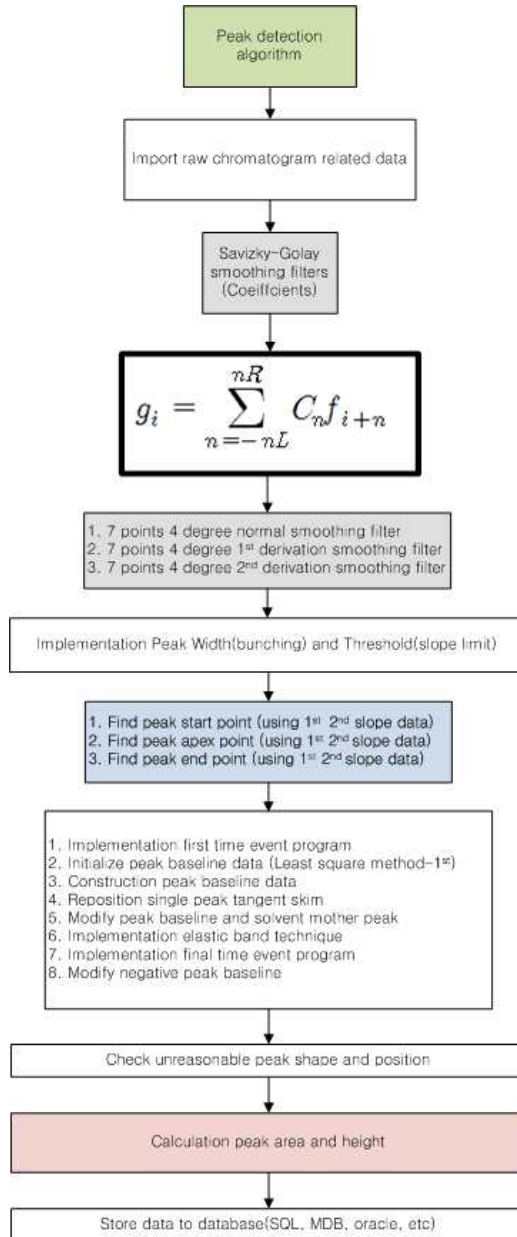 Peak detection
algorithm
Import raw chromatogram related data
Savizky-Golay
smoothing filters
(Coeiffcients)
g_i = \sum_{n=-nL}^{nR} C_n f_{i+n}
1. 7 points 4 degree normal smoothing filter
2. 7 points 4 degree 1st derivation smoothing filter
3. 7 points 4 degree 2nd derivation smoothing filter
Implementation Peak Width(bunching) and Threshold(slope limit)
1. Find peak start point (using 1st 2nd slope data)
2. Find peak apex point (using 1st 2nd slope data)
3. Find peak end point (using 1st 2nd slope data)
1. Implementation first time event program
2. Initialize peak baseline data (Least square method-1st)
3. Construction peak baseline data
4. Reposition single peak tangent skim
5. Modify peak baseline and solvent mother peak
6. Implementation elastic band technique
7. Implementation final time event program
8. Modify negative peak baseline
Check unreasonable peak shape and position
Calculation peak area and height
Store data to database(SQL, MDB, oracle, etc)